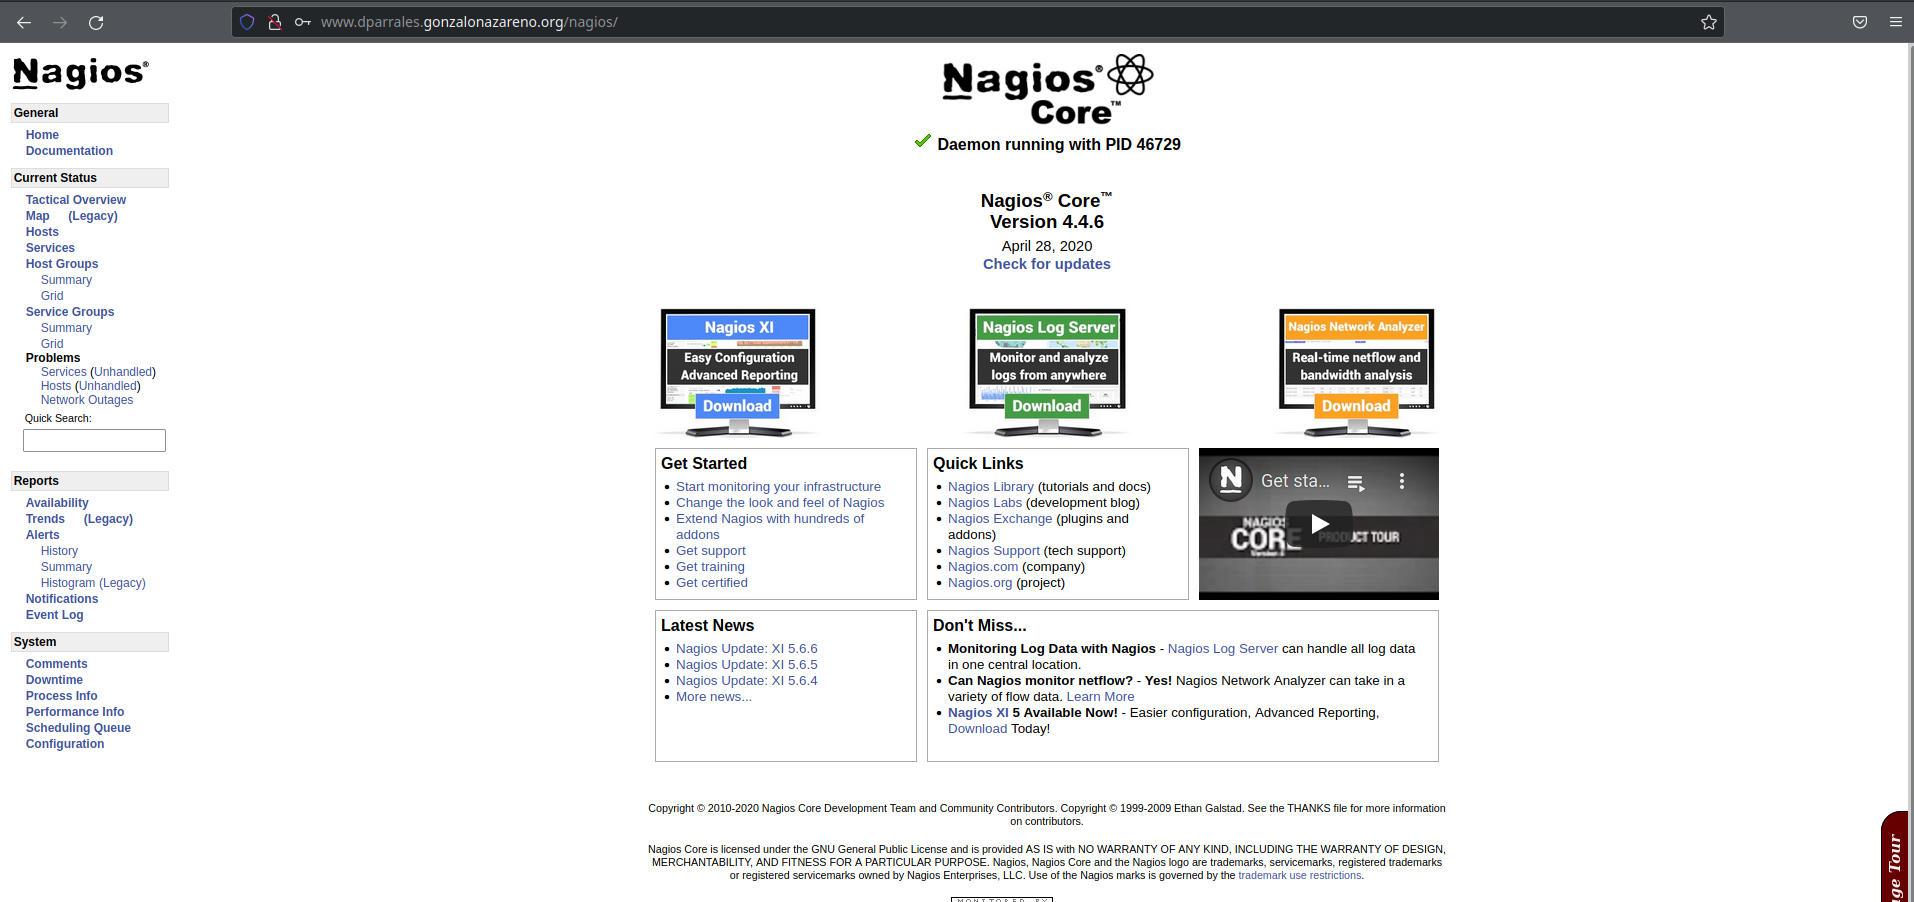 www.dparrales.gonzalonazareno.org/nagios/
Nagios®
General
Home
Documentation
Current Status
Tactical Overview
Map (Legacy)
Hosts
Services
Host Groups
Summary
Grid
Service Groups
Summary
Grid
Problems
Services (Unhandled)
Hosts (Unhandled)
Network Outages
Quick Search:
Reports
Availability
Trends (Legacy)
Alerts
History
Summary
Histogram (Legacy)
Notifications
Event Log
System
Comments
Downtime
Process Info
Performance Info
Scheduling Queue
Configuration
Nagios®
Core™
Daemon running with PID 46729
Nagios® Core™
Version 4.4.6
April 28, 2020
Check for updates
Nagios XI
Easy Configuration
Advanced Reporting
Download
Nagios Log Server
Monitor and analyze
logs from anywhere
Download
Nagios Network Analyzer
Real-time netflow and
bandwidth analysis
Download
Get Started
• Start monitoring your infrastructure
• Change the look and feel of Nagios
• Extend Nagios with hundreds of
addons
• Get support
• Get training
• Get certified
Quick Links
• Nagios Library (tutorials and docs)
• Nagios Labs (development blog)
• Nagios Exchange (plugins and
addons)
• Nagios Support (tech support)
• Nagios.com (company)
• Nagios.org (project)
N
Get sta...
NAGIOS
CORE PRODUCT TOUR
Latest News
• Nagios Update: XI 5.6.6
• Nagios Update: XI 5.6.5
• Nagios Update: XI 5.6.4
• More news...
Don't Miss...
• Monitoring Log Data with Nagios - Nagios Log Server can handle all log data
in one central location.
• Can Nagios monitor netflow? - Yes! Nagios Network Analyzer can take in a
variety of flow data. Learn More
• Nagios XI 5 Available Now! - Easier configuration, Advanced Reporting,
Download Today!
Copyright © 2010-2020 Nagios Core Development Team and Community Contributors. Copyright © 1999-2009 Ethan Galstad. See the THANKS file for more information
on contributors.
Nagios Core is licensed under the GNU General Public License and is provided AS IS with NO WARRANTY OF ANY KIND, INCLUDING THE WARRANTY OF DESIGN,
MERCHANTABILITY, AND FITNESS FOR A PARTICULAR PURPOSE. Nagios, Nagios Core and the Nagios logo are trademarks, servicemarks, registered trademarks
or registered servicemarks owned by Nagios Enterprises, LLC. Use of the Nagios marks is governed by the trademark use restrictions.
MONITORED BY
ge Tour